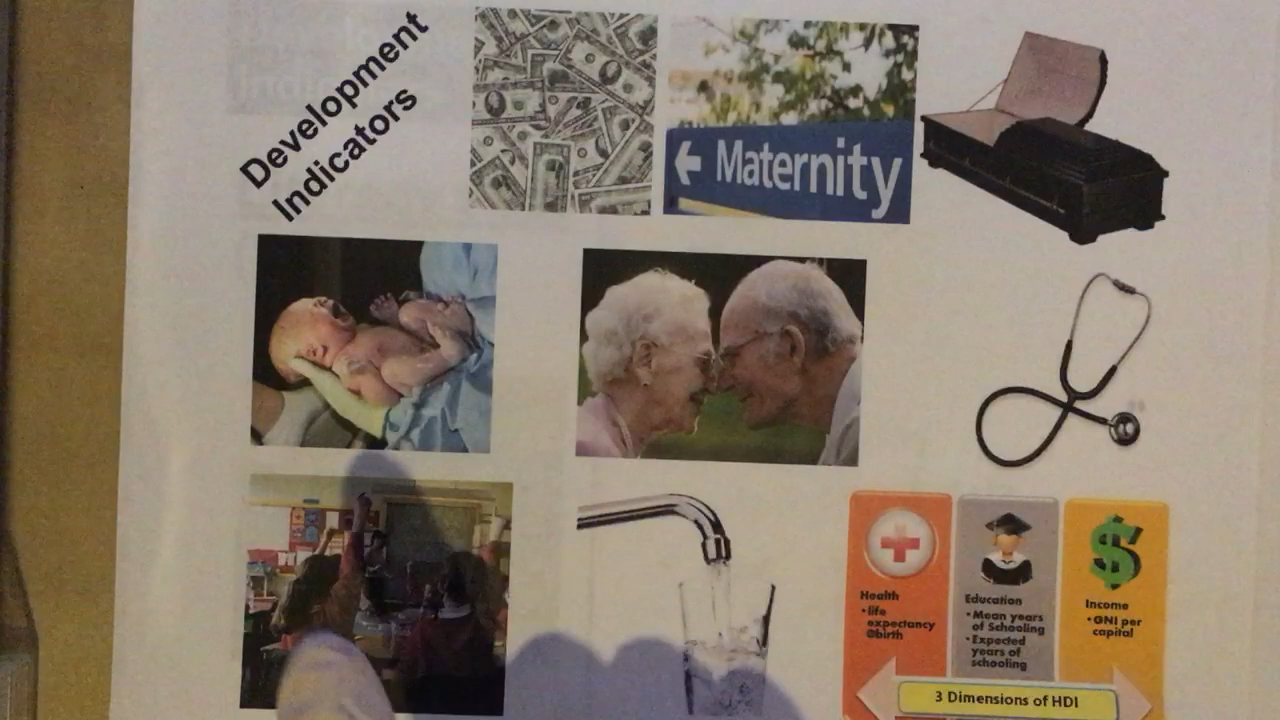 Development
Indicators
Maternity
Health
• life
expectancy
@birth
Education
• Mean years
of Schooling
• Expected
years of
schooling
Income
• GNI per
capital
3 Dimensions of HDI